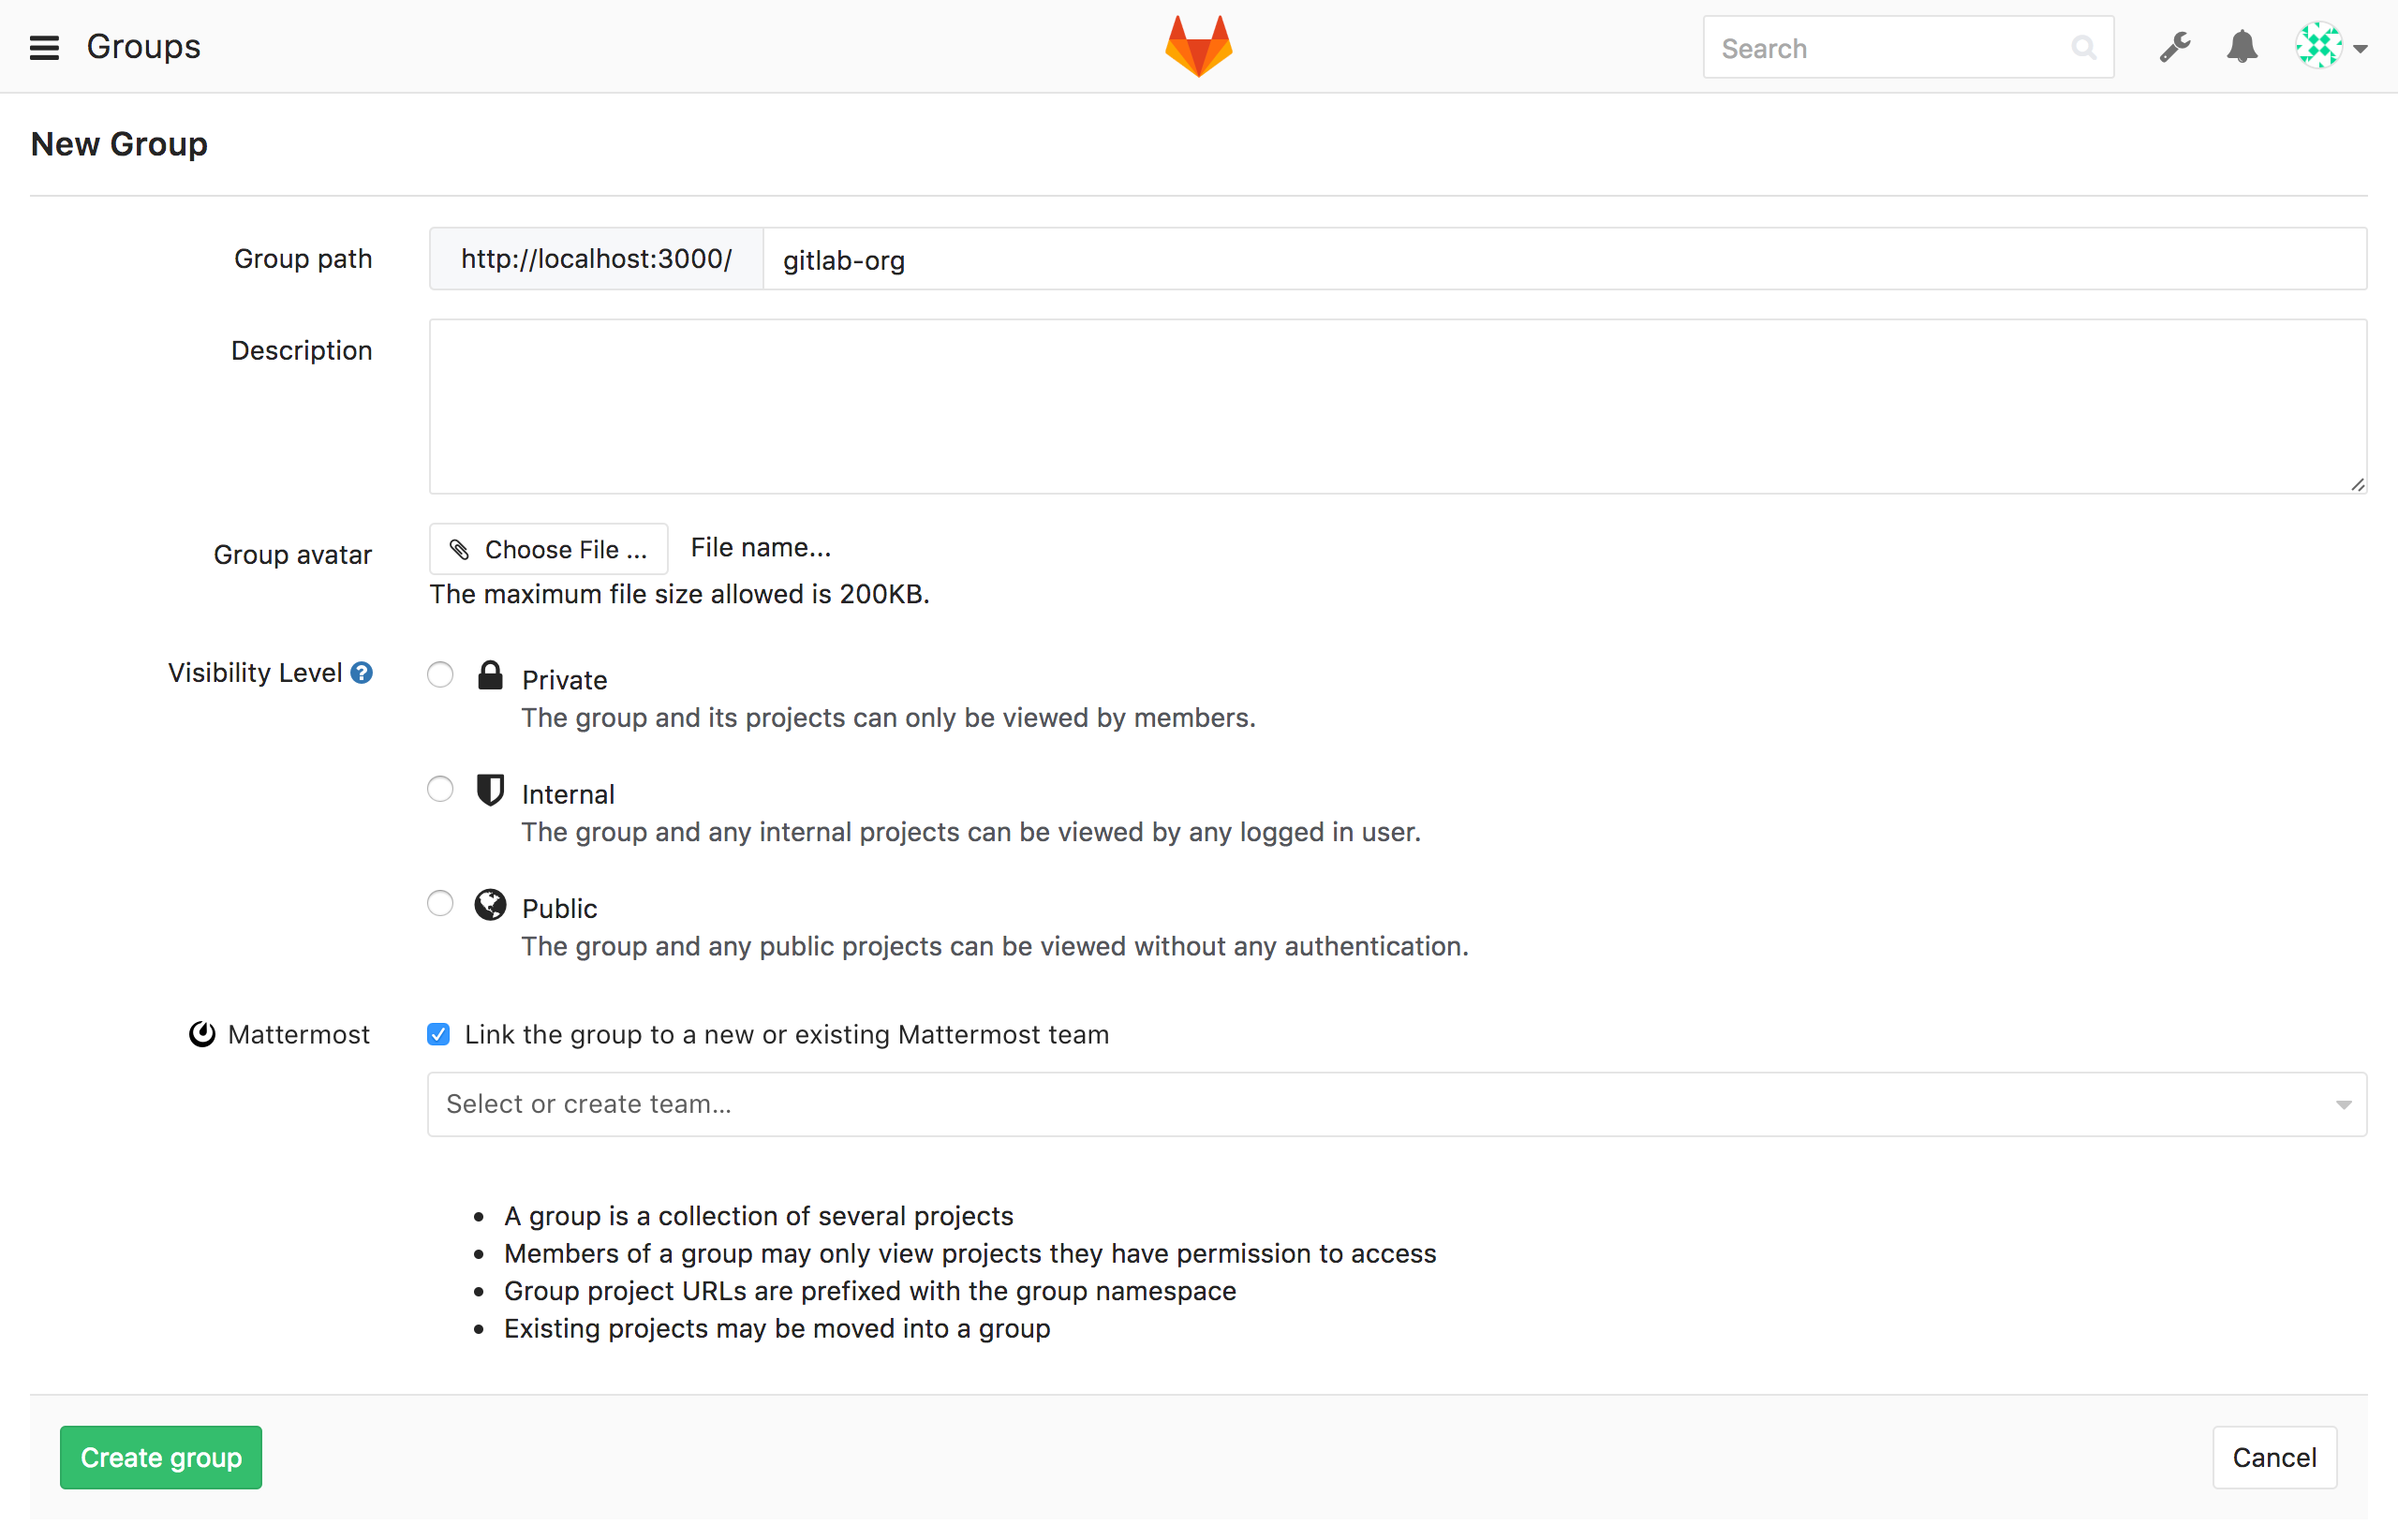 Groups
Search
New Group
Group path
http://localhost:3000/
gitlab-org
Description
Group avatar
Choose File ...
File name...
The maximum file size allowed is 200KB.
Visibility Level
Private
The group and its projects can only be viewed by members.
Internal
The group and any internal projects can be viewed by any logged in user.
Public
The group and any public projects can be viewed without any authentication.
Mattermost
Link the group to a new or existing Mattermost team
Select or create team...
• A group is a collection of several projects
• Members of a group may only view projects they have permission to access
• Group project URLs are prefixed with the group namespace
• Existing projects may be moved into a group
Create group
Cancel